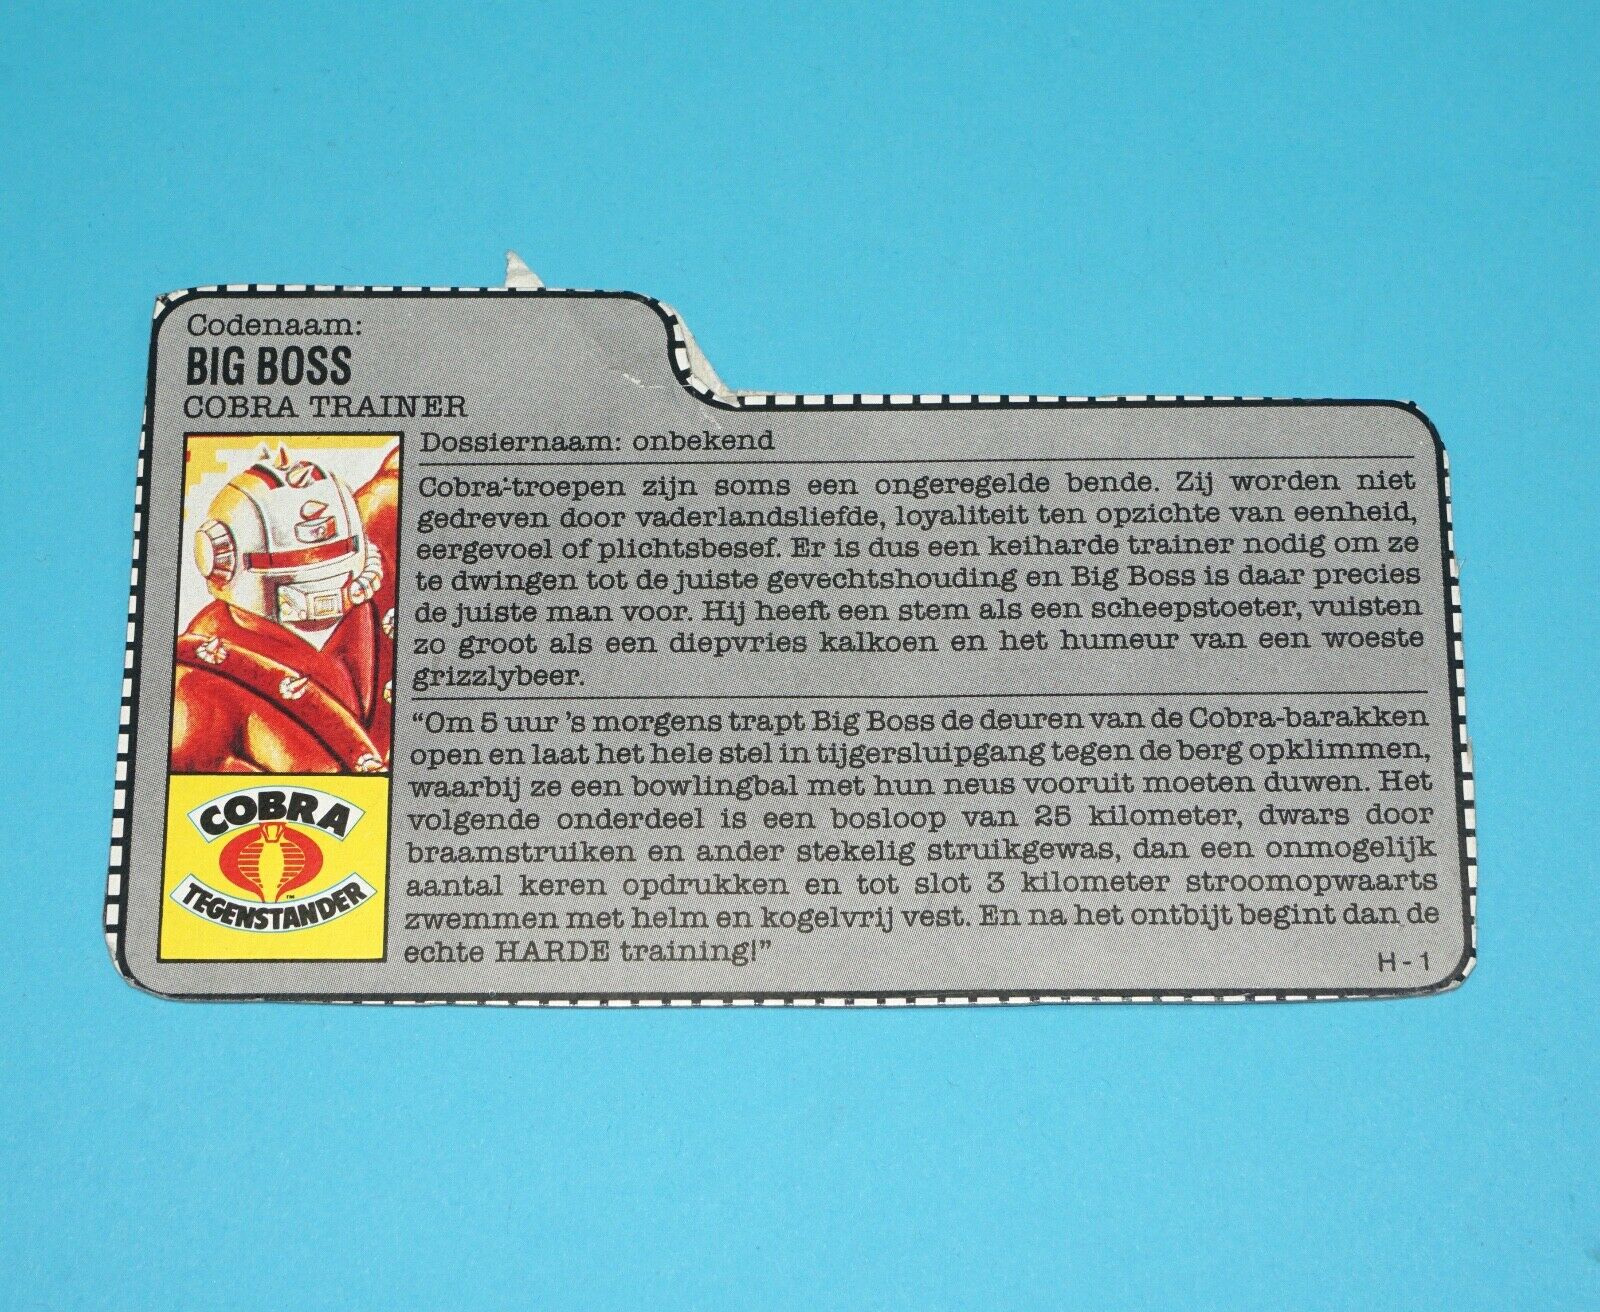 Codenaam:
BIG BOSS
COBRA TRAINER
Dossiernaam: onbekend
Cobra-troepen zijn soms een ongeregelde bende. Zij worden niet
gedreven door vaderlandsliefde, loyaliteit ten opzichte van eenheid,
eergevoel of plichtsbesef. Er is dus een keiharde trainer nodig om ze
te dwingen tot de juiste gevechtshouding en Big Boss is daar precies
de juiste man voor. Hij heeft een stem als een scheepstoeter, vuisten
zo groot als een diepvries kalkoen en het humeur van een woeste
grizzlybeer.
“Om 5 uur 's morgens trapt Big Boss de deuren van de Cobra-barakken
open en laat het hele stel in tijgersluipgang tegen de berg opklimmen,
waarbij ze een bowlingbal met hun neus vooruit moeten duwen. Het
volgende onderdeel is een bosloop van 25 kilometer, dwars door
braamstruiken en ander stekelig struikgewas, dan een onmogelijk
aantal keren opdrukken en tot slot 3 kilometer stroomopwaarts
zwemmen met helm en kogelvrij vest. En na het ontbijt begint dan de
echte HARDE training!”
H-1
COBRA
TEGENSTANDER
™